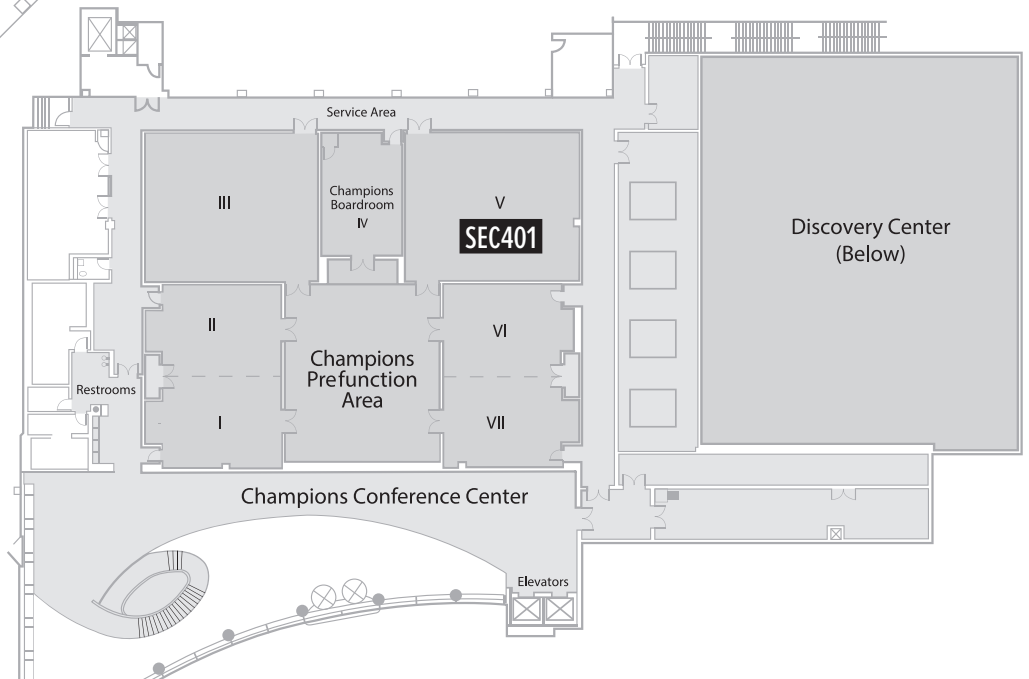 Service Area
III
Champions
Boardroom
IV
V
SEC401
Discovery Center
(Below)
II
VI
Champions
Prefunction
Area
Restrooms
I
VII
Champions Conference Center
Elevators